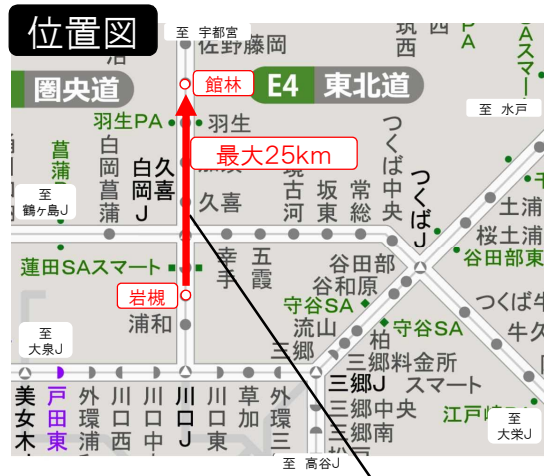 位置図
至 宇都宮
佐野藤岡
筑西
至 水戸
館林
圏央道
E4 東北道
羽生PA
羽生
菖蒲
白岡菖蒲
白岡J
久喜
最大25km
久喜
境古河
坂東
常総
つくば中央
つくばJ
至
鶴ヶ島J
土浦
桜土浦
谷田部東
幸手
五霞
蓮田SAスマート
谷田部
谷和原
岩槻
守谷SA
守谷SA
浦和
流山
柏
つくば牛
牛久
至
大泉J
三郷
三郷料金所
スマート
美女木
戸田東
外環浦和
川口西
川口中
川口J
川口東
草加
外環三
三郷J
三郷中央
三郷南
江戸崎
至
大栄J
至 高谷J